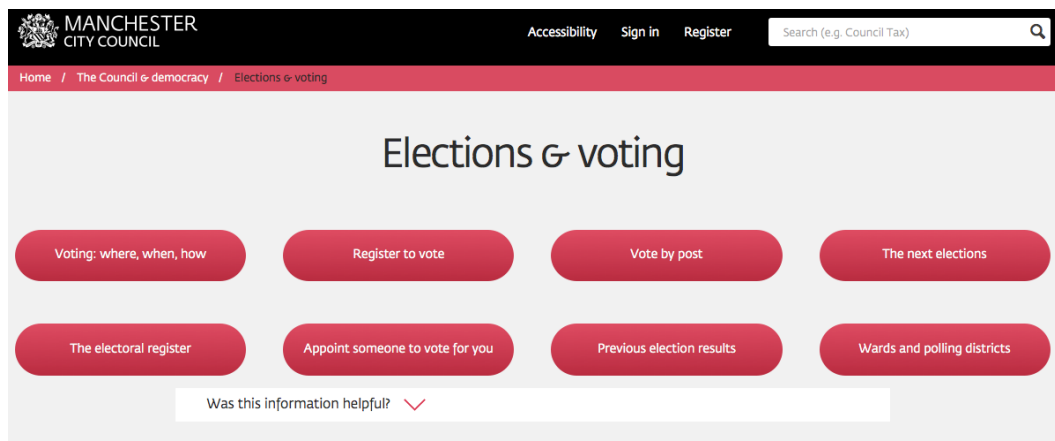 MANCHESTER
CITY COUNCIL
Accessibility Sign in Register Search (e.g. Council Tax)
Home / The Council & democracy / Elections & voting
Elections & voting
Voting: where, when, how
Register to vote
Vote by post
The next elections
The electoral register
Appoint someone to vote for you
Previous election results
Wards and polling districts
Was this information helpful?